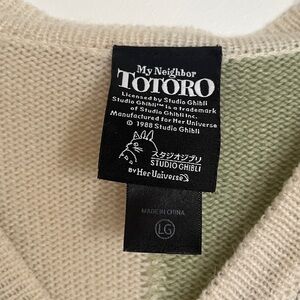 My Neighbor
TOTORO
Licensed by Studio Ghibli
Studio Ghibli™ is a trademark
of Studio Ghibli Inc.
Manufactured for Her Universe
© 1988 Studio Ghibli
スタジオジブリ
STUDIO GHIBLI
BY Her Universe
MADE IN CHINA
LG